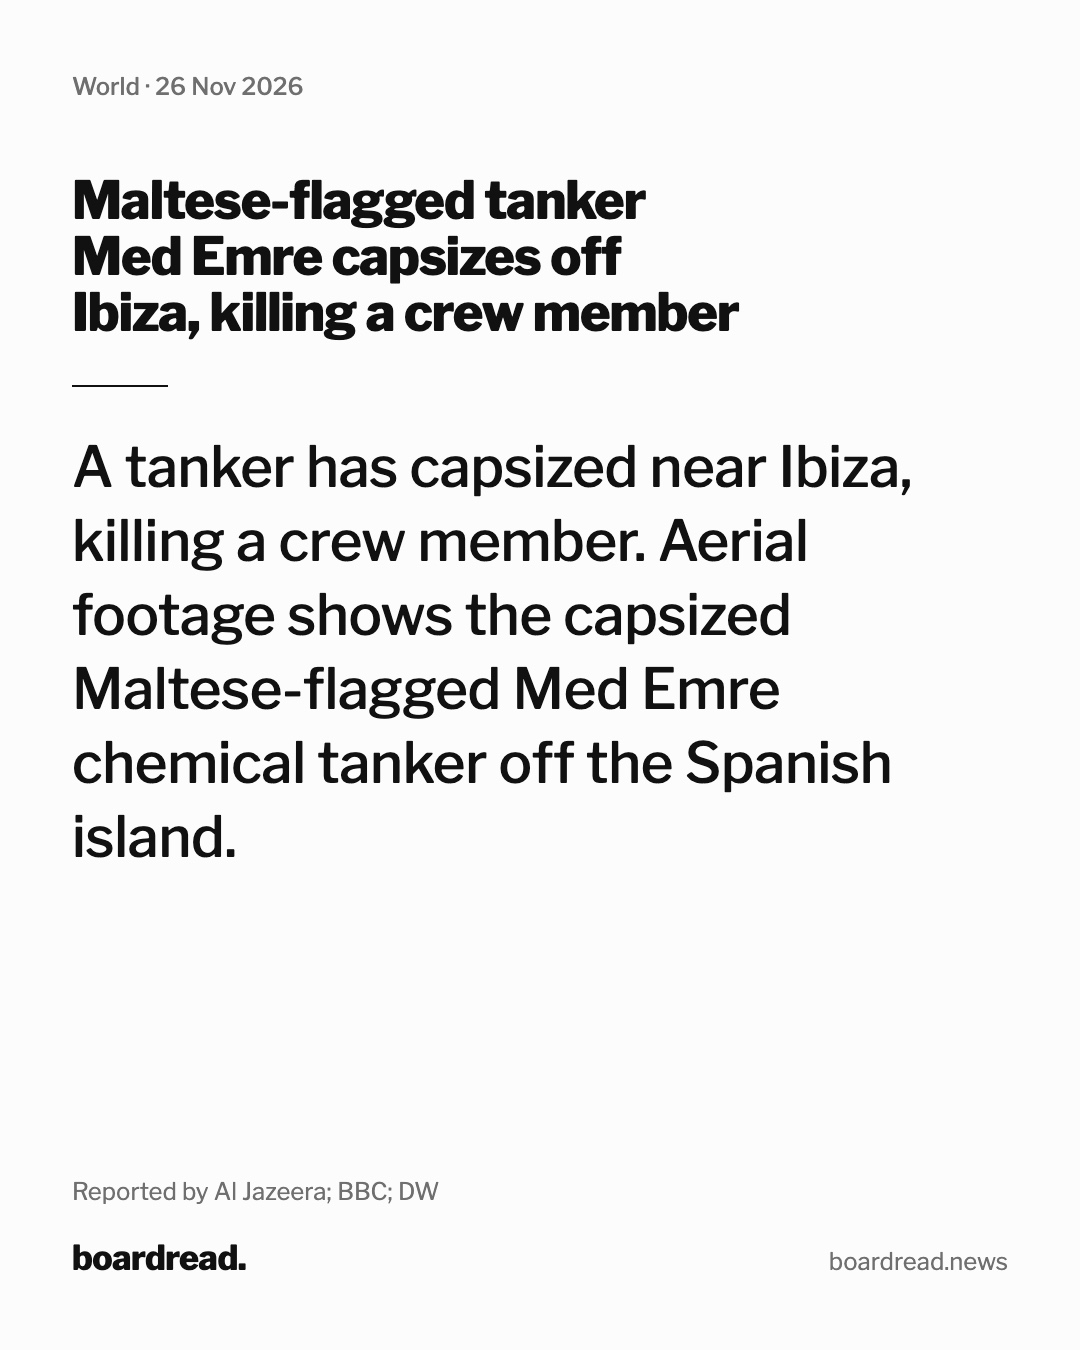 World · 26 Nov 2026
Maltese-flagged tanker
Med Emre capsizes off
Ibiza, killing a crew member
A tanker has capsized near Ibiza,
killing a crew member. Aerial
footage shows the capsized
Maltese-flagged Med Emre
chemical tanker off the Spanish
island.
Reported by Al Jazeera; BBC; DW
boardread.
boardread.news